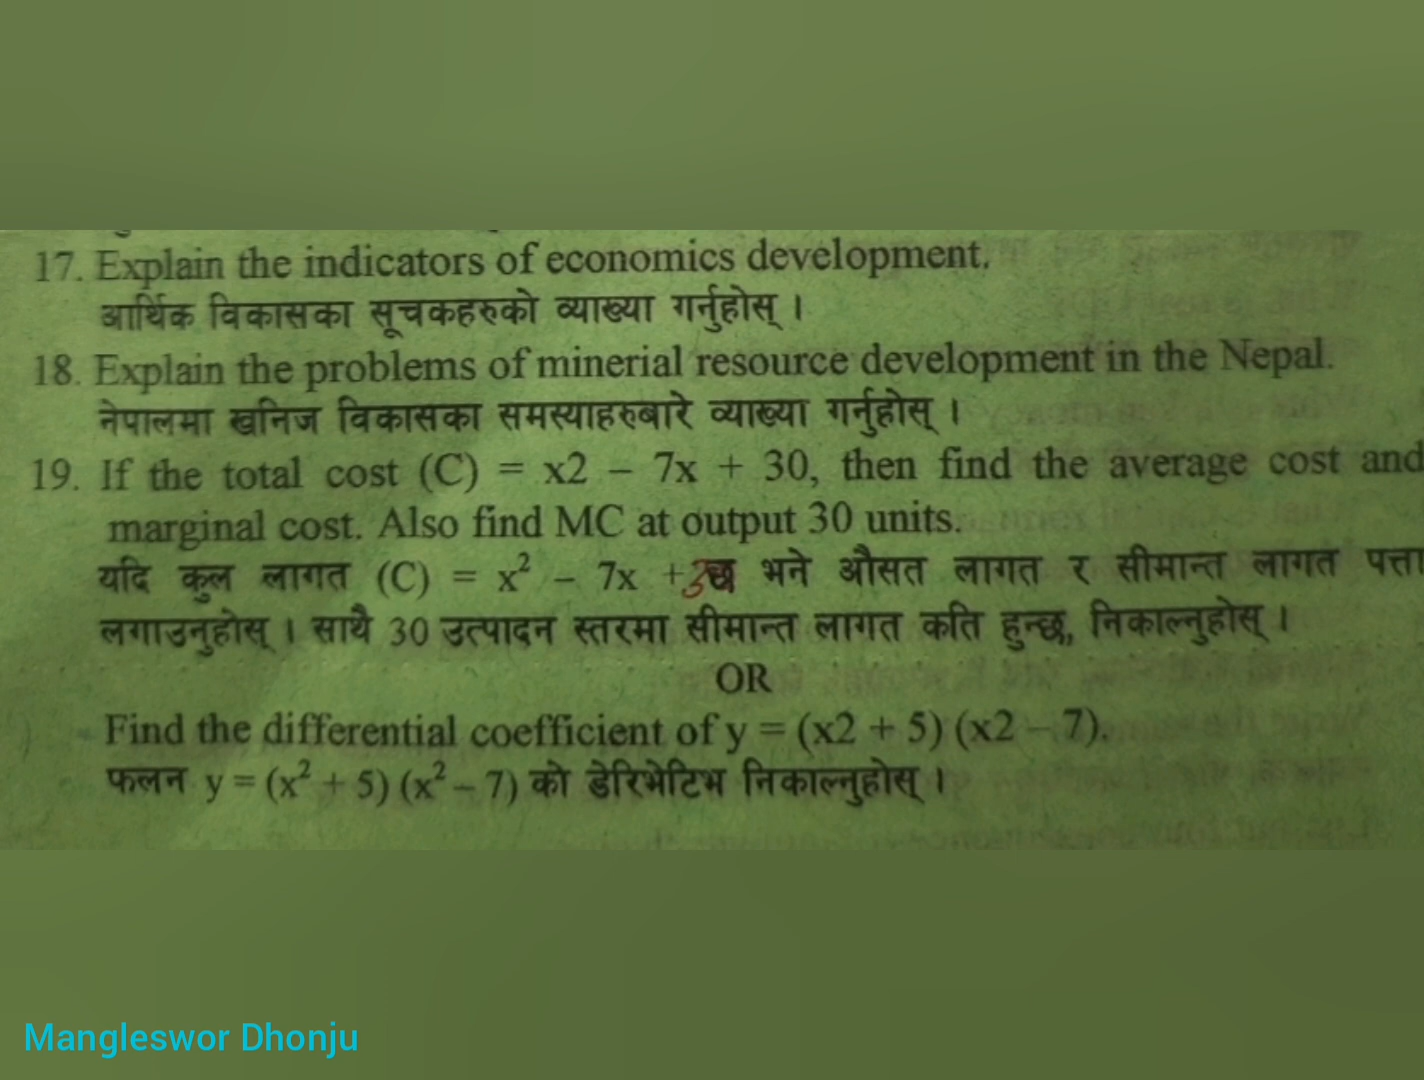 17. Explain the indicators of economics development.
आर्थिक विकासका सूचकहरुको व्याख्या गर्नुहोस् ।
18. Explain the problems of minerial resource development in the Nepal.
नेपालमा खनिज विकासका समस्याहरुबारे व्याख्या गर्नुहोस् ।
19. If the total cost (C) = x2 – 7x + 30, then find the average cost and
marginal cost. Also find MC at output 30 units.
यदि कुल लागत (C) = x² – 7x + भने औसत लागत र सीमान्त लागत पत्ता
लगाउनुहोस् । साथै 30 उत्पादन स्तरमा सीमान्त लागत कति हुन्छ, निकाल्नुहोस् ।
OR
Find the differential coefficient of y = (x2 + 5) (x2 – 7).
फलन y = (x² + 5) (x² – 7) को डेरिभेटिभ निकाल्नुहोस् ।
Mangleswor Dhonju